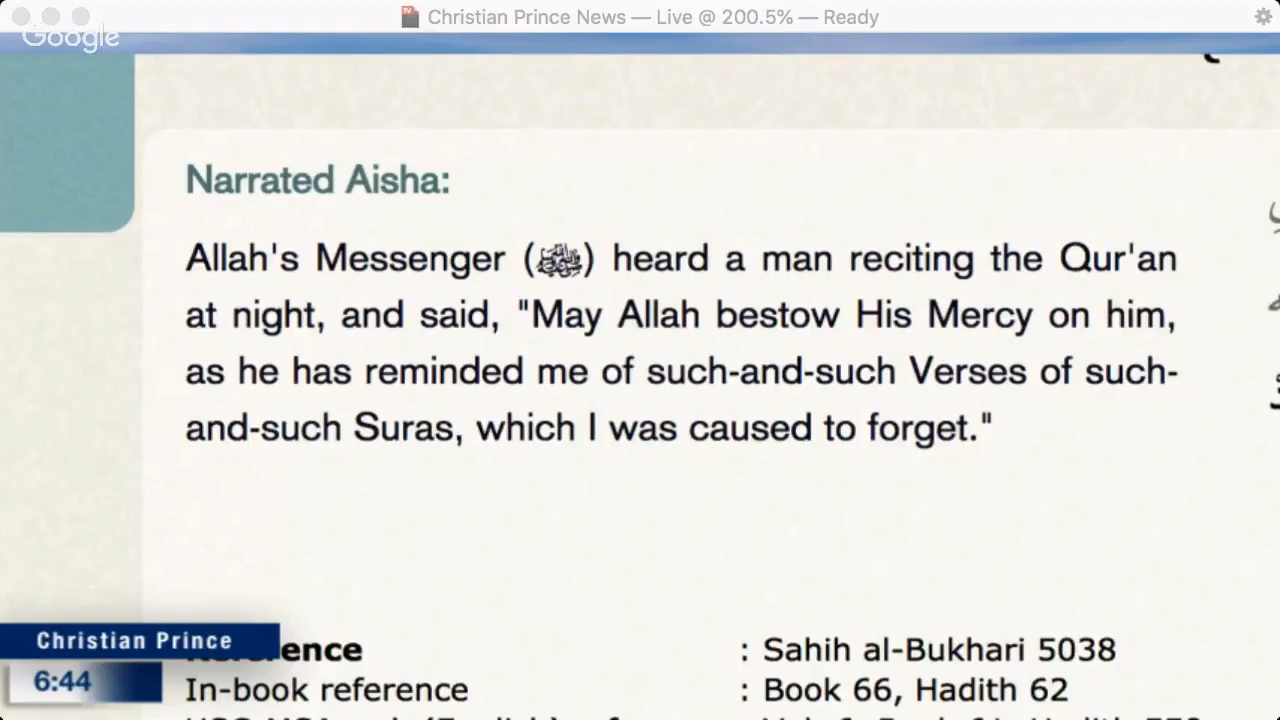 Christian Prince News — Live @ 200.5% — Ready
Google
Narrated Aisha:
Allah's Messenger (ﷺ) heard a man reciting the Qur'an
at night, and said, "May Allah bestow His Mercy on him,
as he has reminded me of such-and-such Verses of such-
and-such Suras, which I was caused to forget."
Christian Prince
6:44
Reference : Sahih al-Bukhari 5038
In-book reference : Book 66, Hadith 62